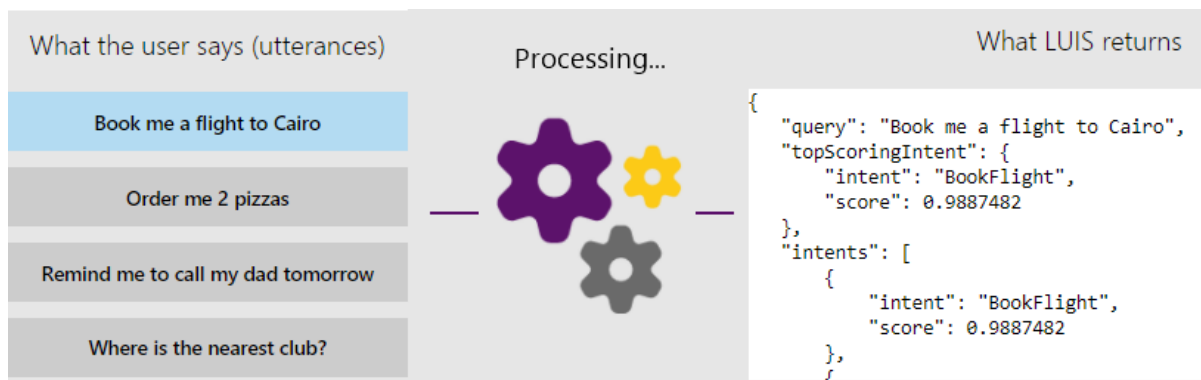 What the user says (utterances)
Book me a flight to Cairo
Order me 2 pizzas
Remind me to call my dad tomorrow
Where is the nearest club?
Processing...
What LUIS returns
{
"query": "Book me a flight to Cairo",
"topScoringIntent": {
"intent": "BookFlight",
"score": 0.9887482
},
"intents": [
{
"intent": "BookFlight",
"score": 0.9887482
},
{